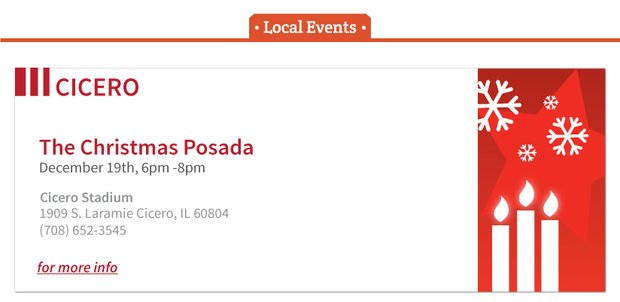 • Local Events •
CICERO
The Christmas Posada
December 19th, 6pm -8pm
Cicero Stadium
1909 S. Laramie Cicero, IL 60804
(708) 652-3545
for more info